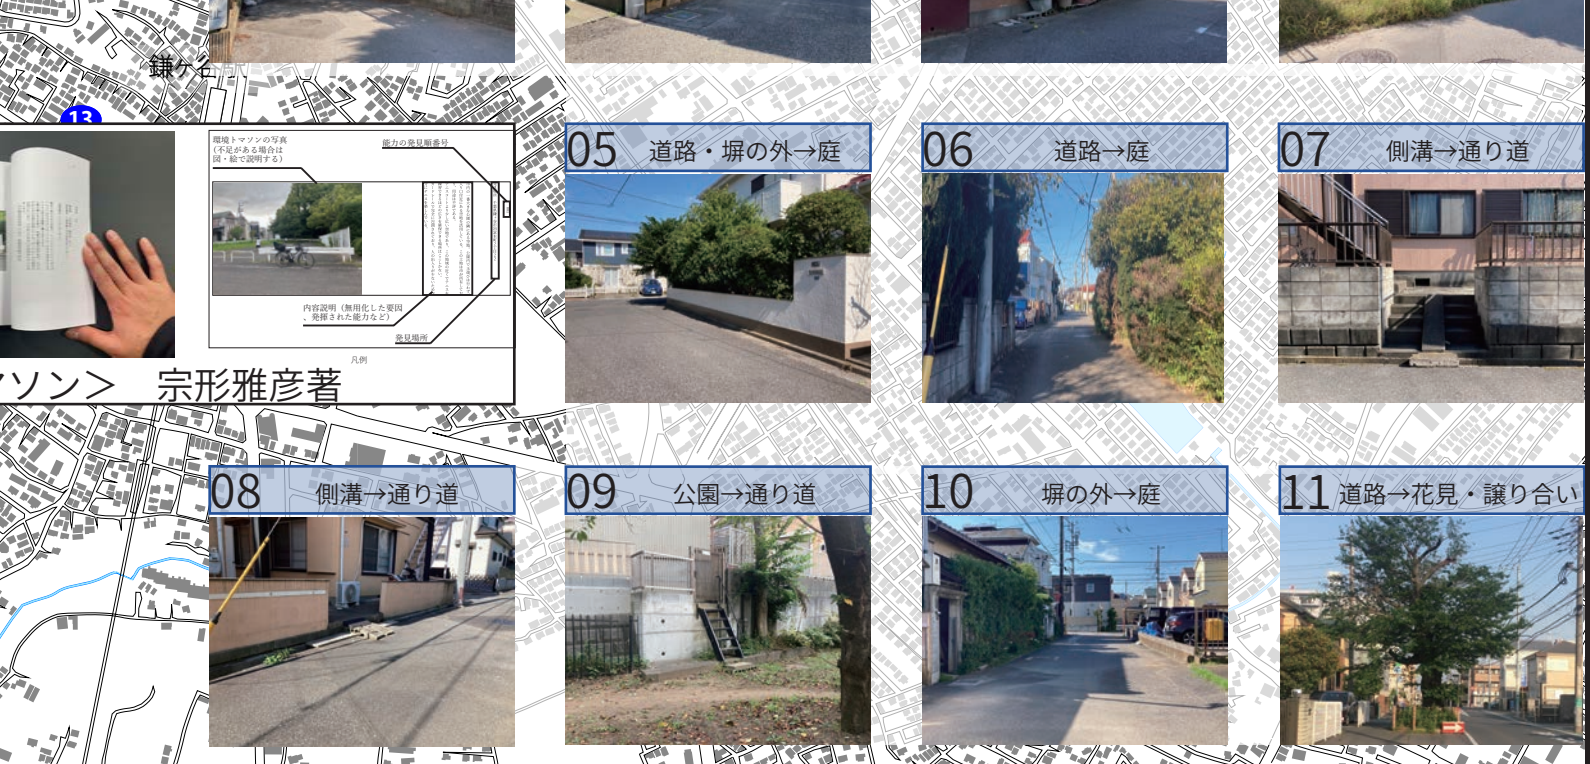 鎌ケ谷駅
13
環境トマソンの写真
(不足がある場合は
図・絵で説明する)
能力の発見順番号
内容説明(無用化した要因
、発揮された能力など)
発見場所
凡例
マソン＞　宗形雅彦著
05 道路・塀の外→庭
06 道路→庭
07 側溝→通り道
08 側溝→通り道
09 公園→通り道
10 塀の外→庭
11 道路→花見・譲り合い